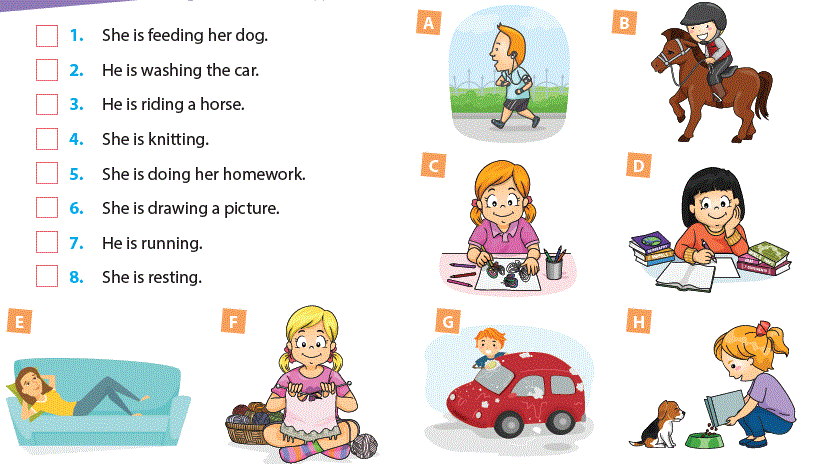 1. She is feeding her dog.
2. He is washing the car.
3. He is riding a horse.
4. She is knitting.
5. She is doing her homework.
6. She is drawing a picture.
7. He is running.
8. She is resting.
A
B
C
D
E
F
G
H